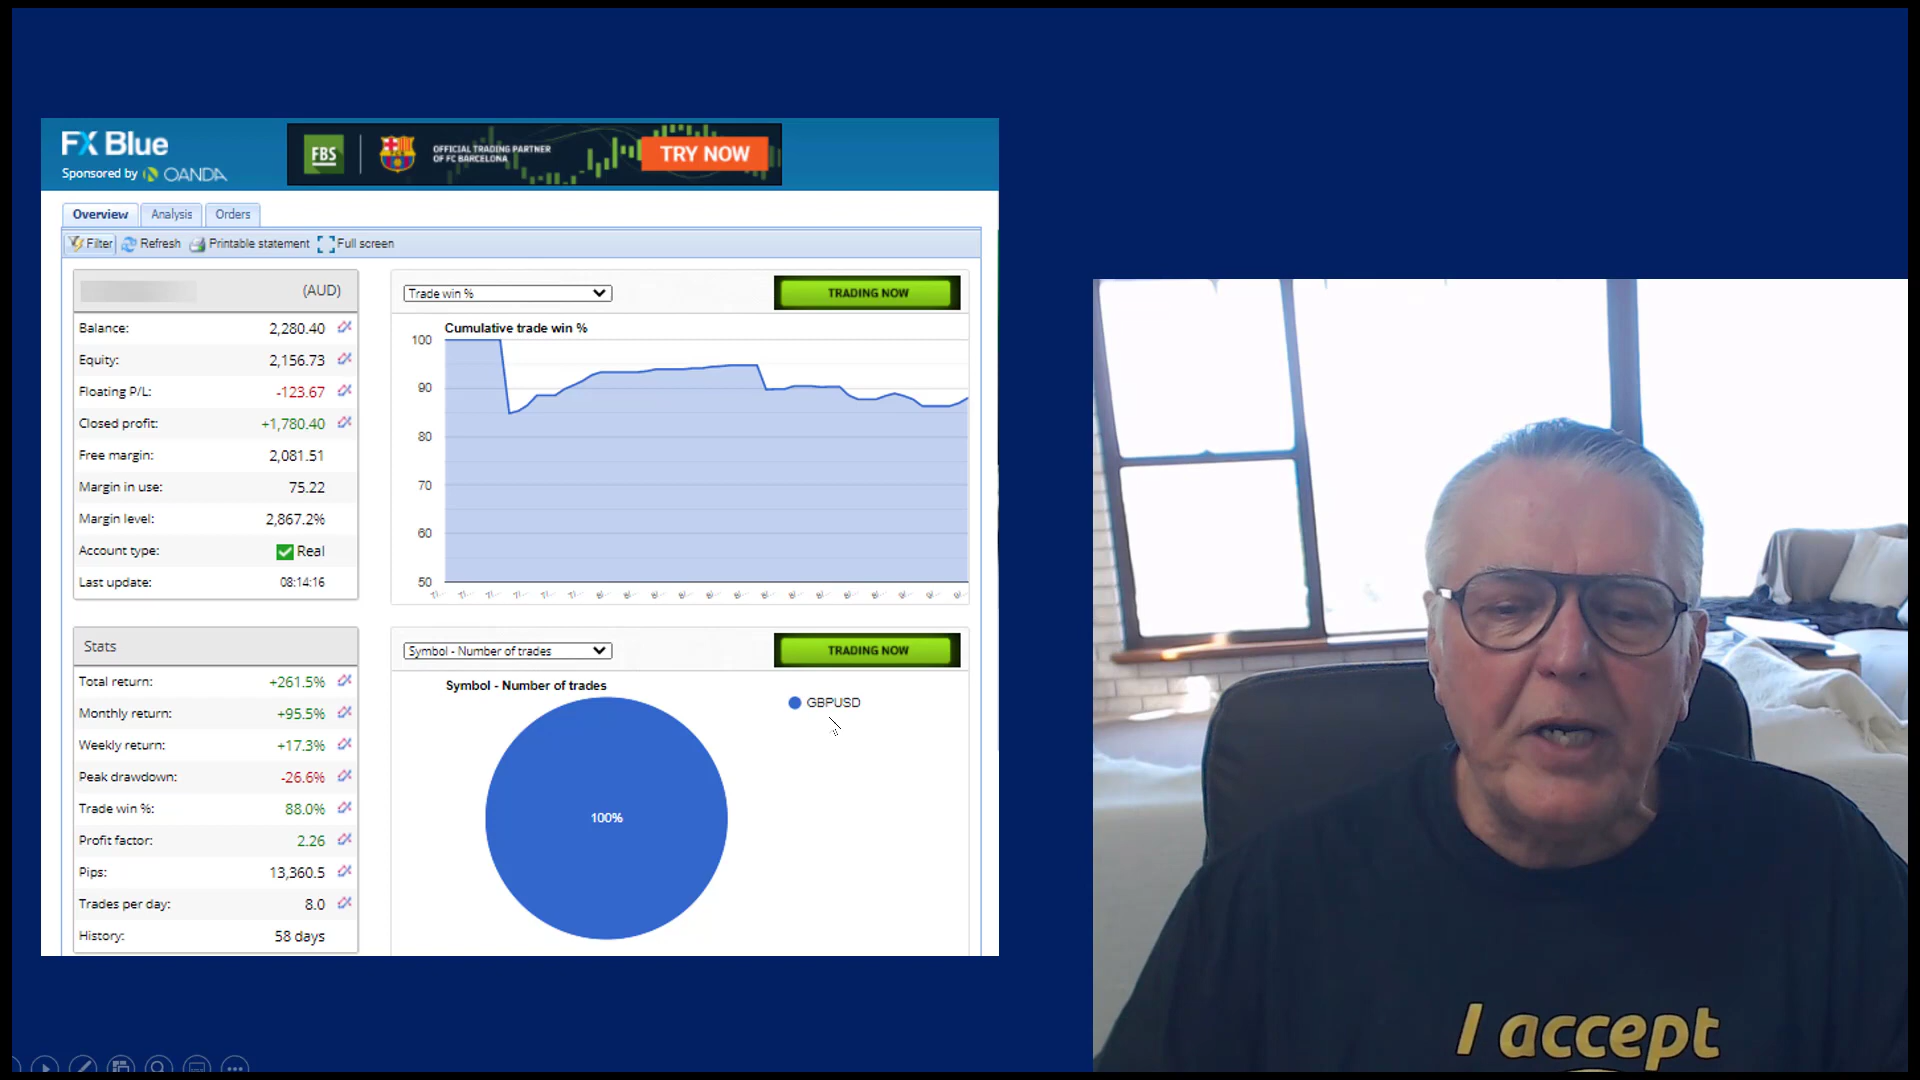 FX Blue
Sponsored by OANDA
FBS
OFFICIAL TRADING PARTNER
OF FC BARCELONA
TRY NOW
Overview
Analysis
Orders
Filter
Refresh
Printable statement
Full screen
(AUD)
Balance: 2,280.40
Equity: 2,156.73
Floating P/L: -123.67
Closed profit: +1,780.40
Free margin: 2,081.51
Margin in use: 75.22
Margin level: 2,867.2%
Account type: Real
Last update: 08:14:16
Trade win %
TRADING NOW
Cumulative trade win %
100
90
80
70
60
50
Stats
Total return: +261.5%
Monthly return: +95.5%
Weekly return: +17.3%
Peak drawdown: -26.6%
Trade win %: 88.0%
Profit factor: 2.26
Pips: 13,360.5
Trades per day: 8.0
History: 58 days
Symbol - Number of trades
TRADING NOW
Symbol - Number of trades
GBPUSD
100%
I accept